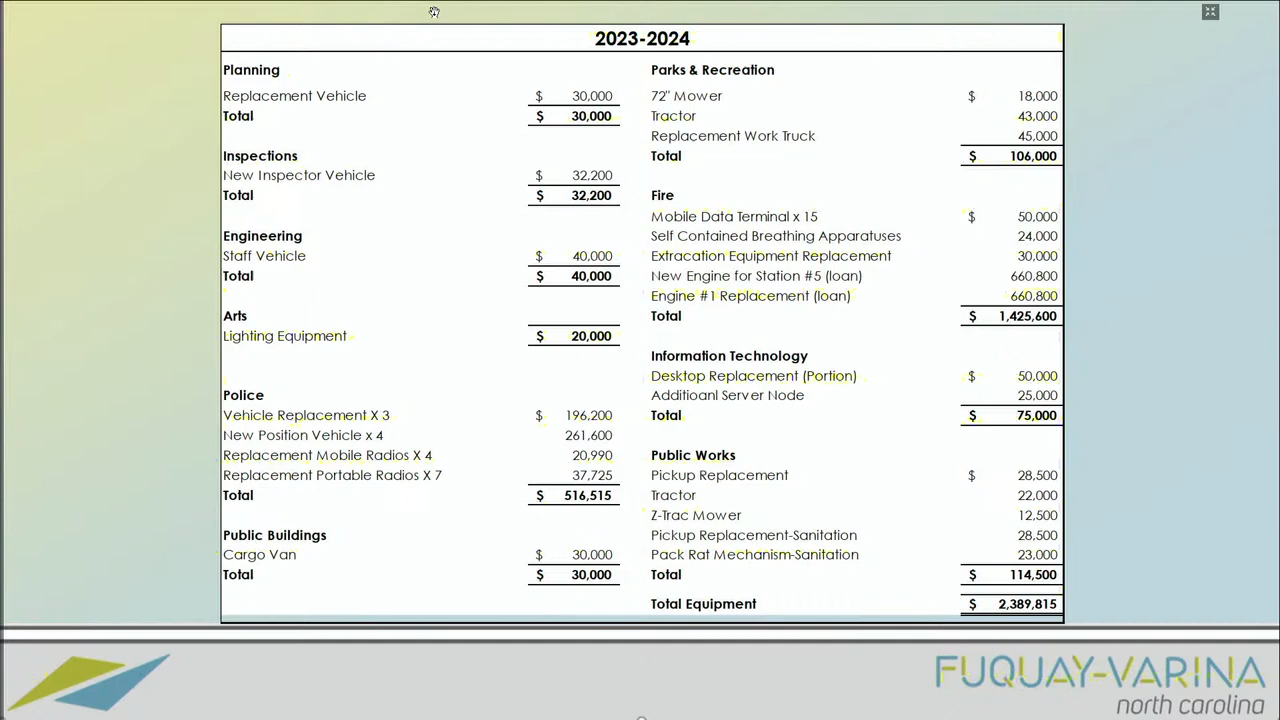 2023-2024
Planning
Replacement Vehicle $ 30,000
Total $ 30,000
Inspections
New Inspector Vehicle $ 32,200
Total $ 32,200
Engineering
Staff Vehicle $ 40,000
Total $ 40,000
Arts
Lighting Equipment $ 20,000
Police
Vehicle Replacement X 3 $ 196,200
New Position Vehicle x 4 261,600
Replacement Mobile Radios X 4 20,990
Replacement Portable Radios X 7 37,725
Total $ 516,515
Public Buildings
Cargo Van $ 30,000
Total $ 30,000
Parks & Recreation
72" Mower $ 18,000
Tractor 43,000
Replacement Work Truck 45,000
Total $ 106,000
Fire
Mobile Data Terminal x 15 $ 50,000
Self Contained Breathing Apparatuses 24,000
Extracation Equipment Replacement 30,000
New Engine for Station #5 (loan) 660,800
Engine #1 Replacement (loan) 660,800
Total $ 1,425,600
Information Technology
Desktop Replacement (Portion) $ 50,000
Additioanl Server Node 25,000
Total $ 75,000
Public Works
Pickup Replacement $ 28,500
Tractor 22,000
Z-Trac Mower 12,500
Pickup Replacement-Sanitation 28,500
Pack Rat Mechanism-Sanitation 23,000
Total $ 114,500
Total Equipment $ 2,389,815
FUQUAY-VARINA
north carolina